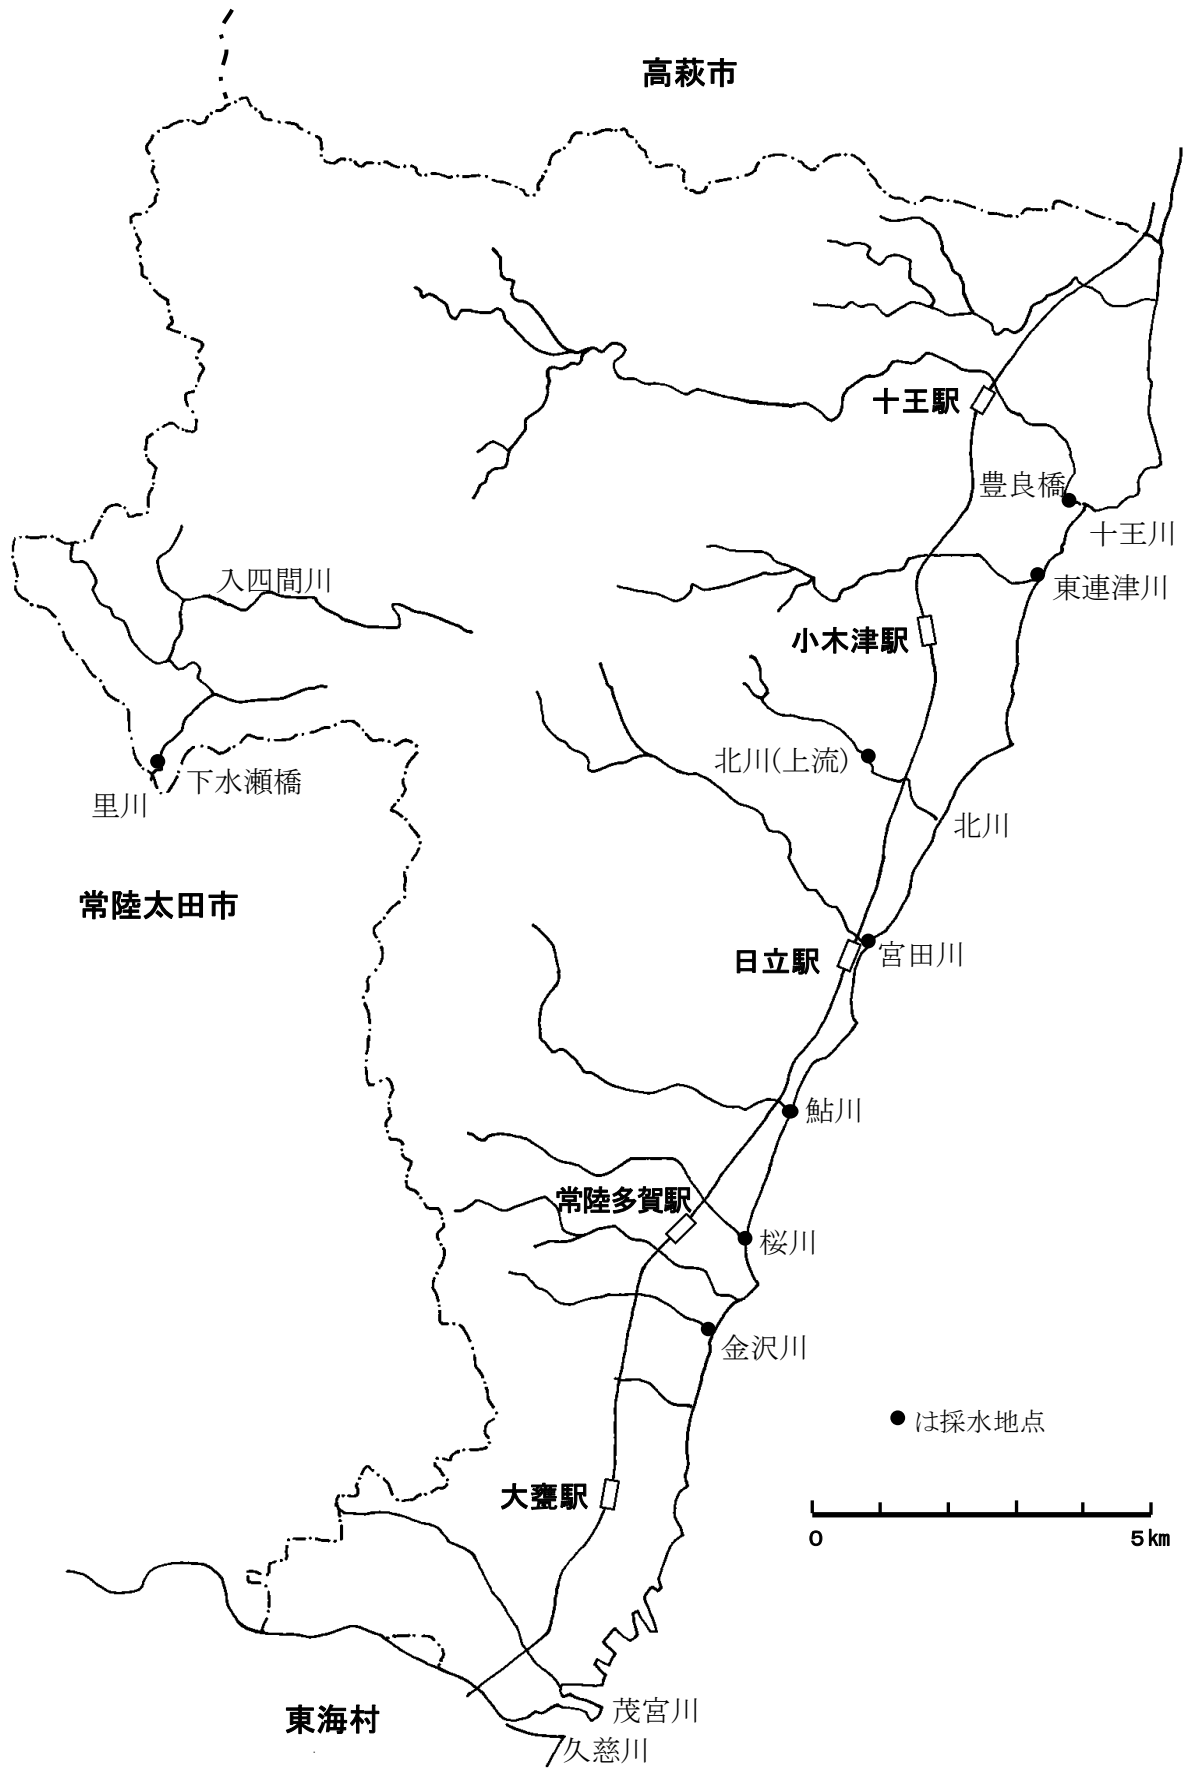 高萩市
十王駅
豊良橋
十王川
入四間川
東連津川
小木津駅
北川(上流)
下水瀬橋
里川
北川
常陸太田市
日立駅
宮田川
鮎川
常陸多賀駅
桜川
金沢川
●は採水地点
大甕駅
0 5km
東海村
茂宮川
久慈川